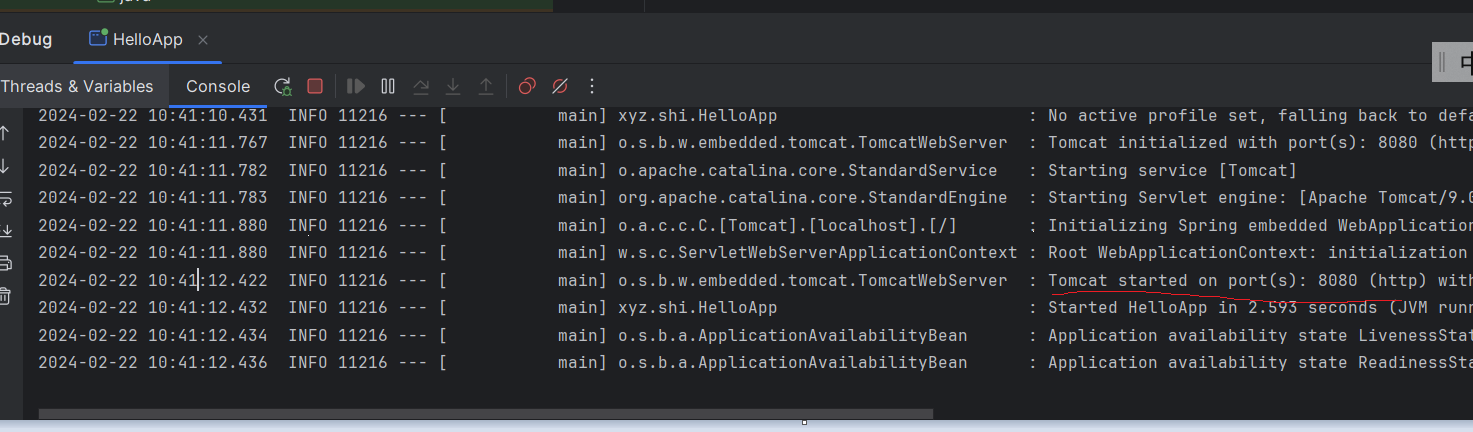 java
Debug HelloApp
Threads & Variables Console
2024-02-22 10:41:10.431 INFO 11216 --- [ main] xyz.shi.HelloApp : No active profile set, falling back to defa
2024-02-22 10:41:11.767 INFO 11216 --- [ main] o.s.b.w.embedded.tomcat.TomcatWebServer : Tomcat initialized with port(s): 8080 (http
2024-02-22 10:41:11.782 INFO 11216 --- [ main] o.apache.catalina.core.StandardService : Starting service [Tomcat]
2024-02-22 10:41:11.783 INFO 11216 --- [ main] org.apache.catalina.core.StandardEngine : Starting Servlet engine: [Apache Tomcat/9.0
2024-02-22 10:41:11.880 INFO 11216 --- [ main] o.a.c.c.C.[Tomcat].[localhost].[/] : Initializing Spring embedded WebApplication
2024-02-22 10:41:11.880 INFO 11216 --- [ main] w.s.c.ServletWebServerApplicationContext : Root WebApplicationContext: initialization
2024-02-22 10:41:12.422 INFO 11216 --- [ main] o.s.b.w.embedded.tomcat.TomcatWebServer : Tomcat started on port(s): 8080 (http) with
2024-02-22 10:41:12.432 INFO 11216 --- [ main] xyz.shi.HelloApp : Started HelloApp in 2.593 seconds (JVM runn
2024-02-22 10:41:12.434 INFO 11216 --- [ main] o.s.b.a.ApplicationAvailabilityBean : Application availability state LivenessStat
2024-02-22 10:41:12.436 INFO 11216 --- [ main] o.s.b.a.ApplicationAvailabilityBean : Application availability state ReadinessSta